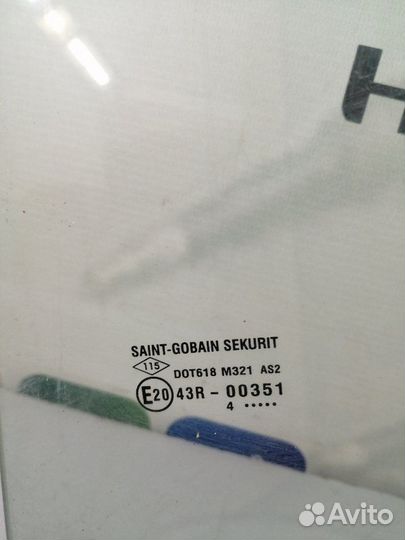 H
SAINT-GOBAIN SEKURIT
115 DOT618 M321 AS2
E20 43R - 00351
4 •••••
Avito